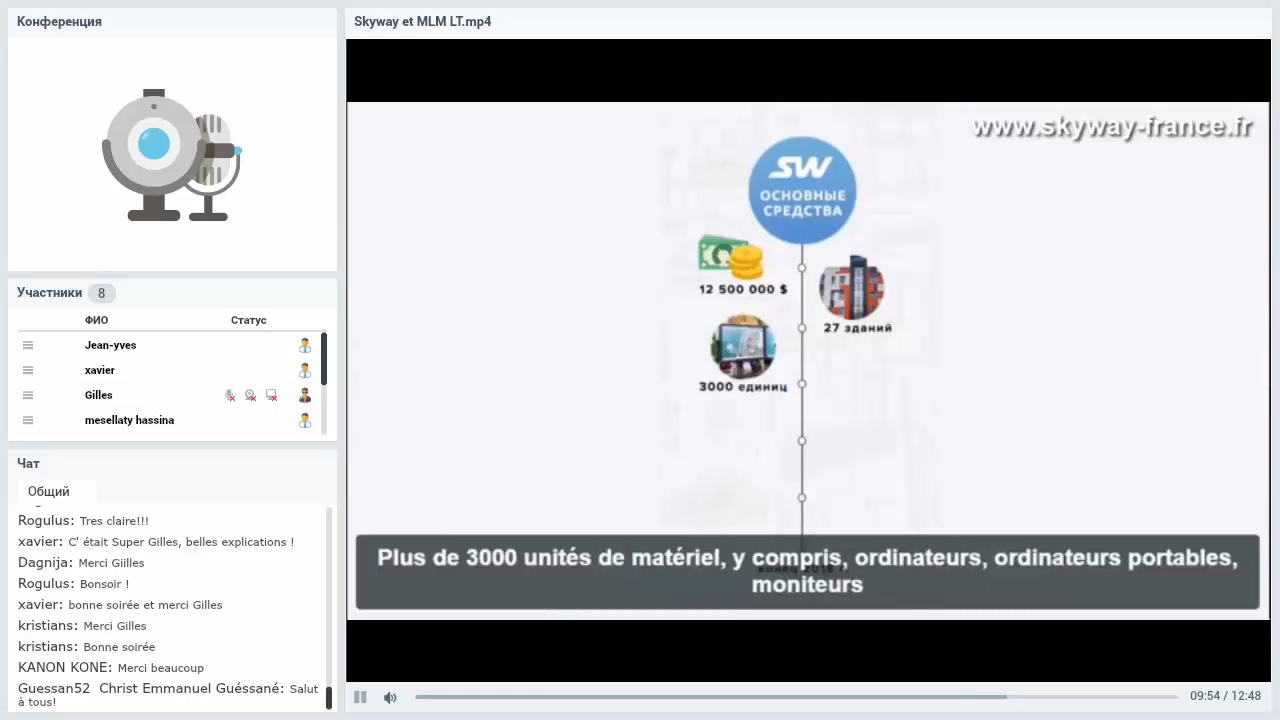 Конференция
Участники 8
ФИО Статус
Jean-yves
xavier
Gilles
mesellaty hassina
Чат
Общий
Rogulus: Tres claire!!!
xavier: C' était Super Gilles, belles explications !
Dagnija: Merci Giilles
Rogulus: Bonsoir !
xavier: bonne soirée et merci Gilles
kristians: Merci Gilles
kristians: Bonne soirée
KANON KONE: Merci beaucoup
Guessan52 Christ Emmanuel Guéssané: Salut
à tous!
Skyway et MLM LT.mp4
www.skyway-france.fr
SW
ОСНОВНЫЕ
СРЕДСТВА
12 500 000 $
27 зданий
3000 единиц
Plus de 3000 unités de matériel, y compris, ordinateurs, ordinateurs portables,
moniteurs
09:54 / 12:48